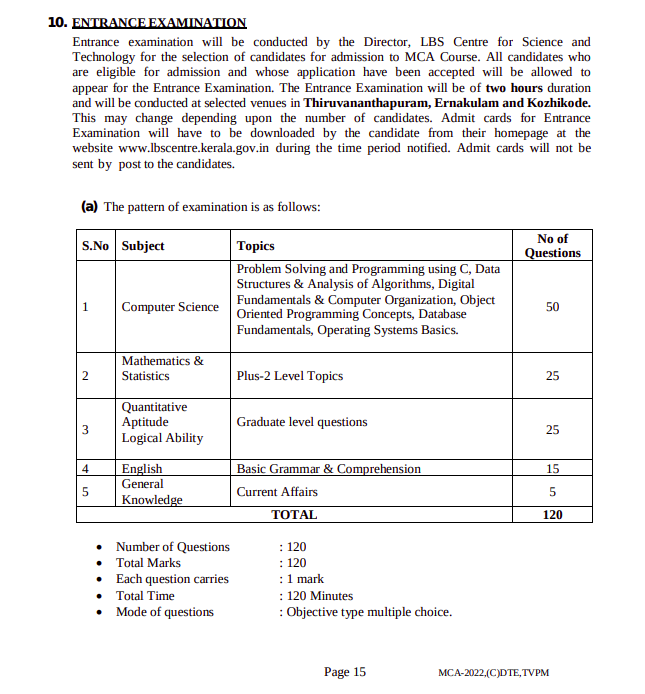 10. ENTRANCE EXAMINATION
Entrance examination will be conducted by the Director, LBS Centre for Science and
Technology for the selection of candidates for admission to MCA Course. All candidates who
are eligible for admission and whose application have been accepted will be allowed to
appear for the Entrance Examination. The Entrance Examination will be of two hours duration
and will be conducted at selected venues in Thiruvananthapuram, Ernakulam and Kozhikode.
This may change depending upon the number of candidates. Admit cards for Entrance
Examination will have to be downloaded by the candidate from their homepage at the
website www.lbscentre.kerala.gov.in during the time period notified. Admit cards will not be
sent by post to the candidates.
(a) The pattern of examination is as follows:
S.No Subject Topics No of
Questions
Problem Solving and Programming using C, Data
Structures & Analysis of Algorithms, Digital
Fundamentals & Computer Organization, Object
1 Computer Science Oriented Programming Concepts, Database 50
Fundamentals, Operating Systems Basics.
Mathematics &
2 Statistics Plus-2 Level Topics 25
Quantitative
Aptitude Graduate level questions
3 Logical Ability 25
4 English Basic Grammar & Comprehension 15
General
5 Knowledge Current Affairs 5
TOTAL 120
• Number of Questions : 120
• Total Marks : 120
• Each question carries : 1 mark
• Total Time : 120 Minutes
• Mode of questions : Objective type multiple choice.
Page 15 MCA-2022,(C)DTE,TVPM